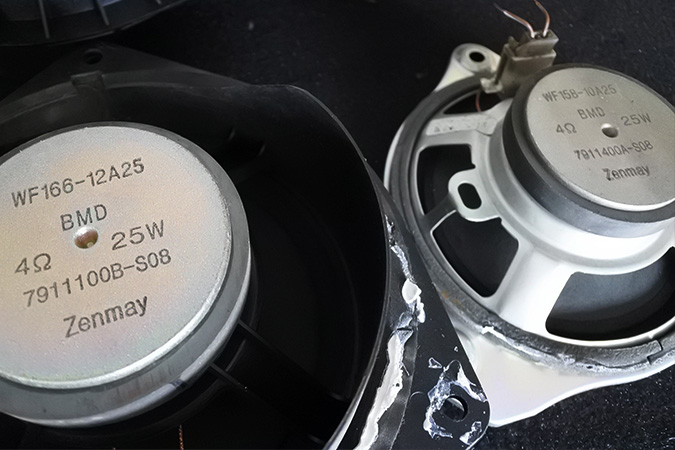 WF166-12A25
BMD
4Ω 25W
7911100B-S08
Zenmay
WF158-10A25
BMD
4Ω 25W
7911400A-S08
Zenmay